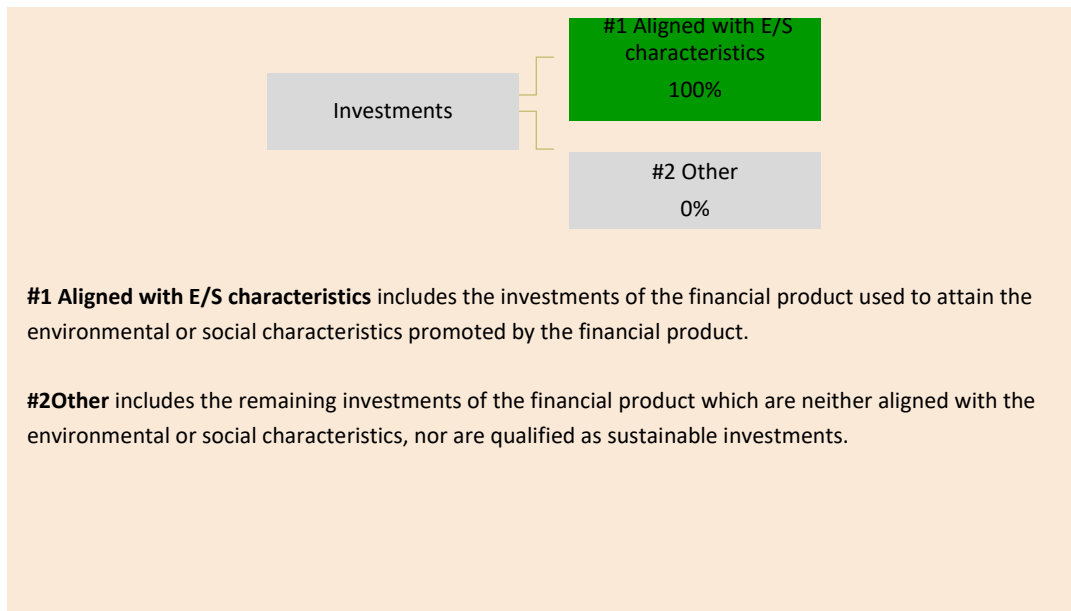 #1 Aligned with E/S
characteristics
100%
Investments
#2 Other
0%
#1 Aligned with E/S characteristics includes the investments of the financial product used to attain the
environmental or social characteristics promoted by the financial product.
#2Other includes the remaining investments of the financial product which are neither aligned with the
environmental or social characteristics, nor are qualified as sustainable investments.